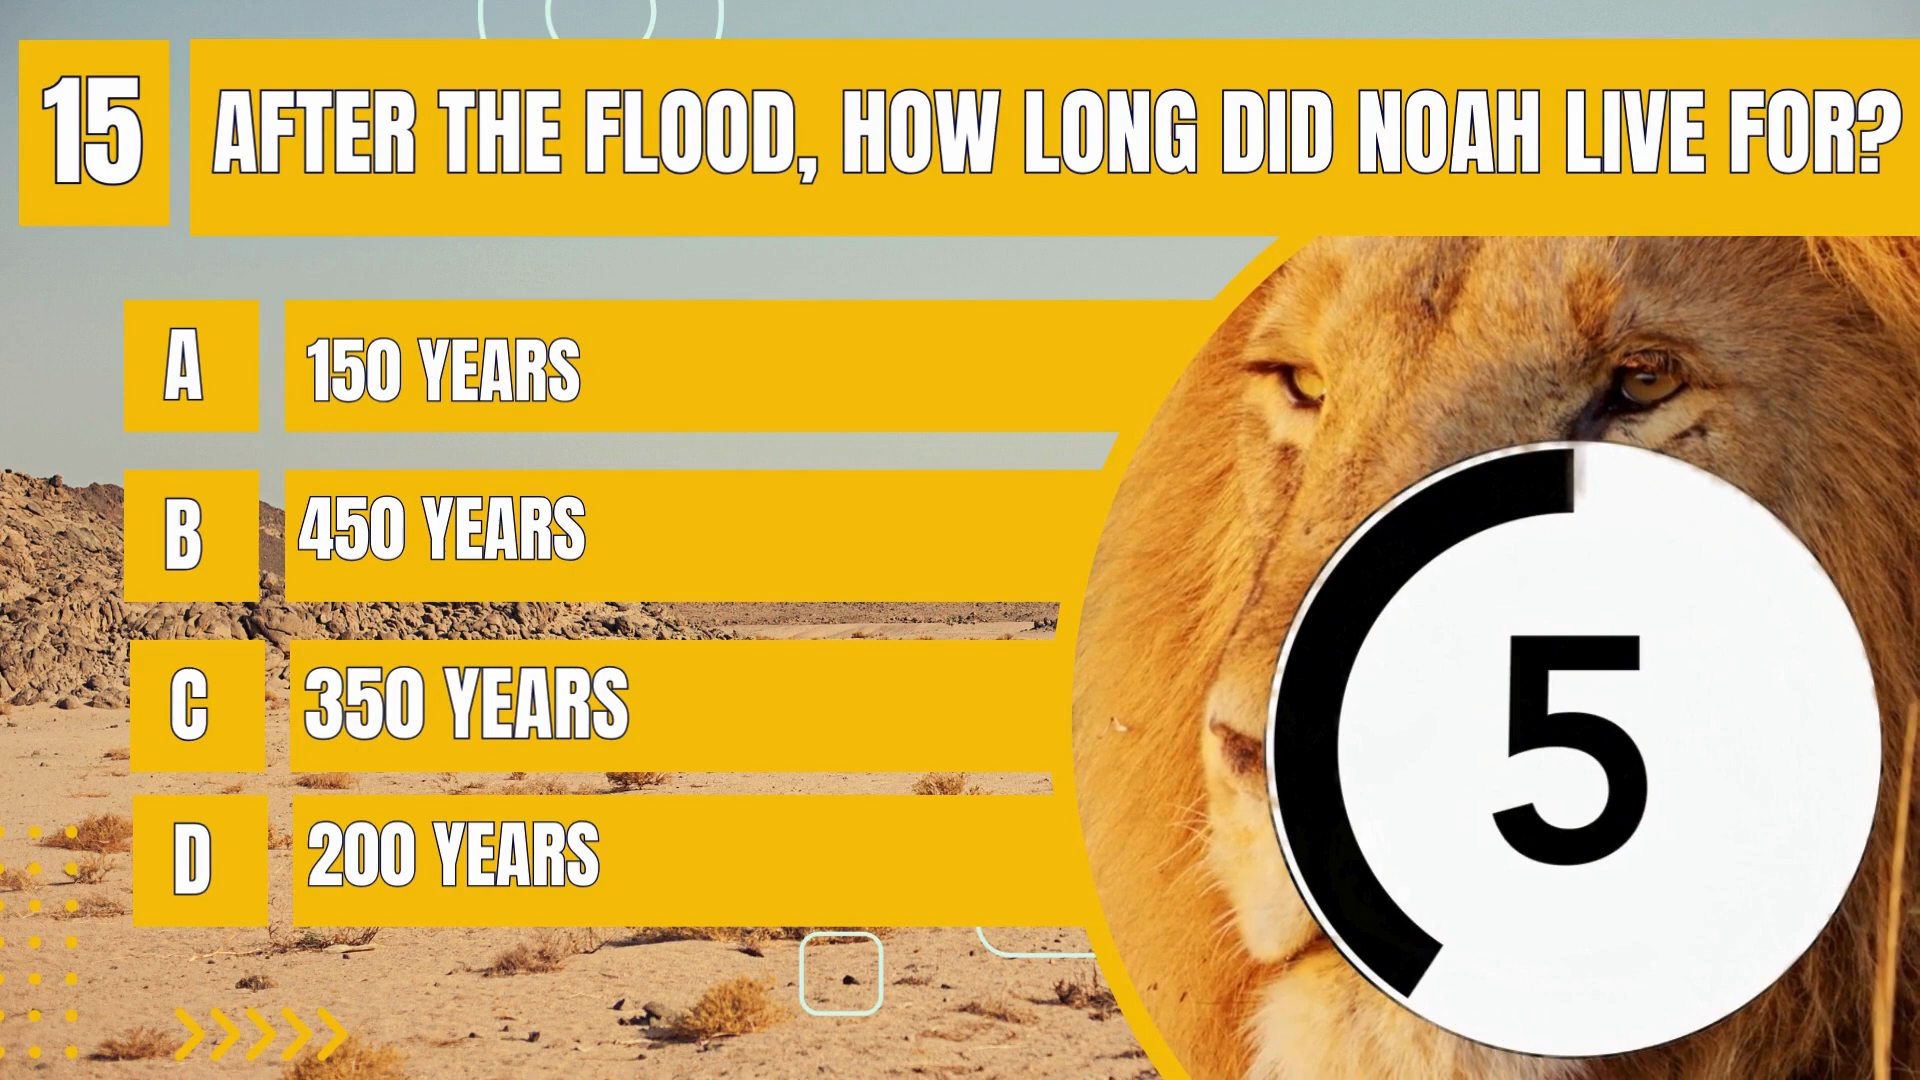 15
AFTER THE FLOOD, HOW LONG DID NOAH LIVE FOR?
A
150 YEARS
B
450 YEARS
C
350 YEARS
D
200 YEARS
5